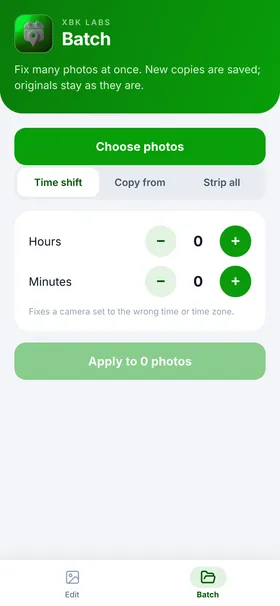 XBK LABS
Batch
Fix many photos at once. New copies are saved;
originals stay as they are.
Choose photos
Time shift
Copy from
Strip all
Hours
−
0
+
Minutes
−
0
+
Fixes a camera set to the wrong time or time zone.
Apply to 0 photos
Edit
Batch